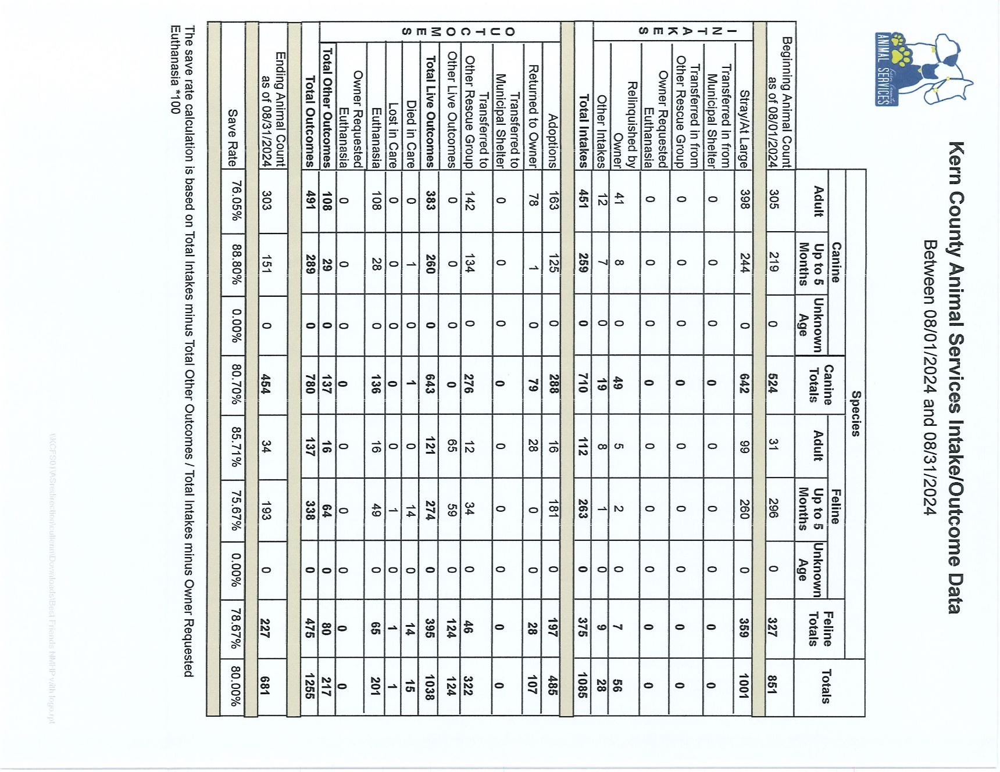 Kern County
ANIMAL SERVICES
Kern County Animal Services Intake/Outcome Data
Between 08/01/2024 and 08/31/2024
Species
Canine Canine Totals Feline Feline Totals Totals
Adult Up to 5 Months Unknown Age Adult Up to 5 Months Unknown Age
Beginning Animal Count
as of 08/01/2024 305 219 0 524 31 296 0 327 851
INTAKES
Stray/At Large 398 244 0 642 99 260 0 359 1001
Transferred in from
Municipal Shelter 0 0 0 0 0 0 0 0 0
Transferred in from
Other Rescue Group 0 0 0 0 0 0 0 0 0
Owner Requested
Euthanasia 0 0 0 0 0 0 0 0 0
Relinquished by
Owner 41 8 0 49 5 2 0 7 56
Other Intakes 12 7 0 19 8 1 0 9 28
Total Intakes 451 259 0 710 112 263 0 375 1085
OUTCOMES
Adoptions 163 125 0 288 16 181 0 197 485
Returned to Owner 78 1 0 79 28 0 0 28 107
Transferred to
Municipal Shelter 0 0 0 0 0 0 0 0 0
Transferred to
Other Rescue Group 142 134 0 276 12 34 0 46 322
Other Live Outcomes 0 0 0 0 65 59 0 124 124
Total Live Outcomes 383 260 0 643 121 274 0 395 1038
Died in Care 0 1 0 1 0 14 0 14 15
Lost in Care 0 0 0 0 0 1 0 1 1
Euthanasia 108 28 0 136 16 49 0 65 201
Owner Requested
Euthanaisia 0 0 0 0 0 0 0 0 0
Total Other Outcomes 108 29 0 137 16 64 0 80 217
Total Outcomes 491 289 0 780 137 338 0 475 1255
Ending Animal Count
as of 08/31/2024 303 151 0 454 34 193 0 227 681
Save Rate 76.05% 88.80% 0.00% 80.70% 85.71% 75.67% 0.00% 78.67% 80.00%
The save rate calculation is based on Total Intakes minus Total Other Outcomes / Total Intakes minus Owner Requested
Euthanasia *100
\\KCFS01\ASredirection\cullenn\Downloads\Best Friends NMHP with logo.rpt